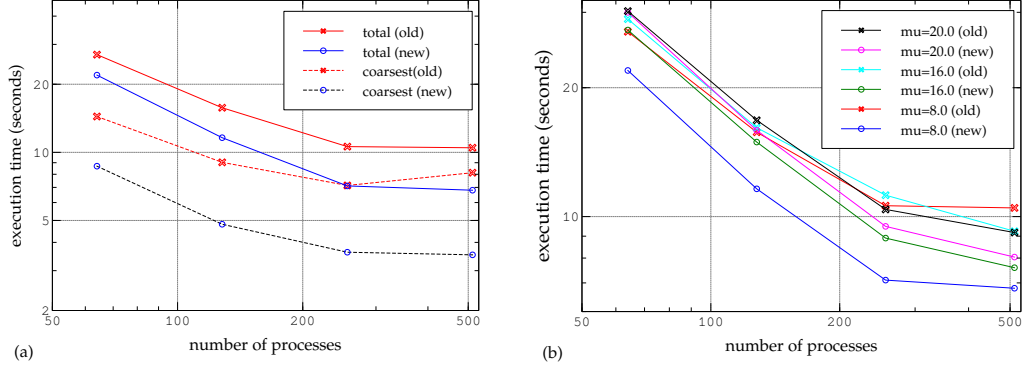 execution time (seconds)
20
10
5
2
50
100
200
500
number of processes
(a)
total (old)
total (new)
coarsest(old)
coarsest (new)
execution time (seconds)
20
10
50
100
200
500
number of processes
(b)
mu=20.0 (old)
mu=20.0 (new)
mu=16.0 (old)
mu=16.0 (new)
mu=8.0 (old)
mu=8.0 (new)